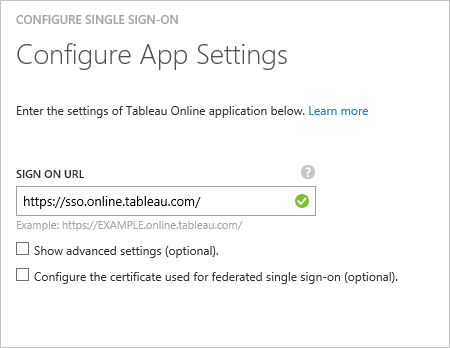 CONFIGURE SINGLE SIGN-ON
Configure App Settings
Enter the settings of Tableau Online application below. Learn more
SIGN ON URL
?
https://sso.online.tableau.com/
Example: https://EXAMPLE.online.tableau.com/
Show advanced settings (optional).
Configure the certificate used for federated single sign-on (optional).